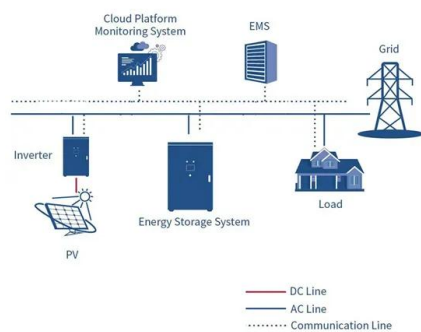 Cloud Platform
Monitoring System
EMS
Grid
Inverter
PV
Energy Storage System
Load
DC Line
AC Line
Communication Line